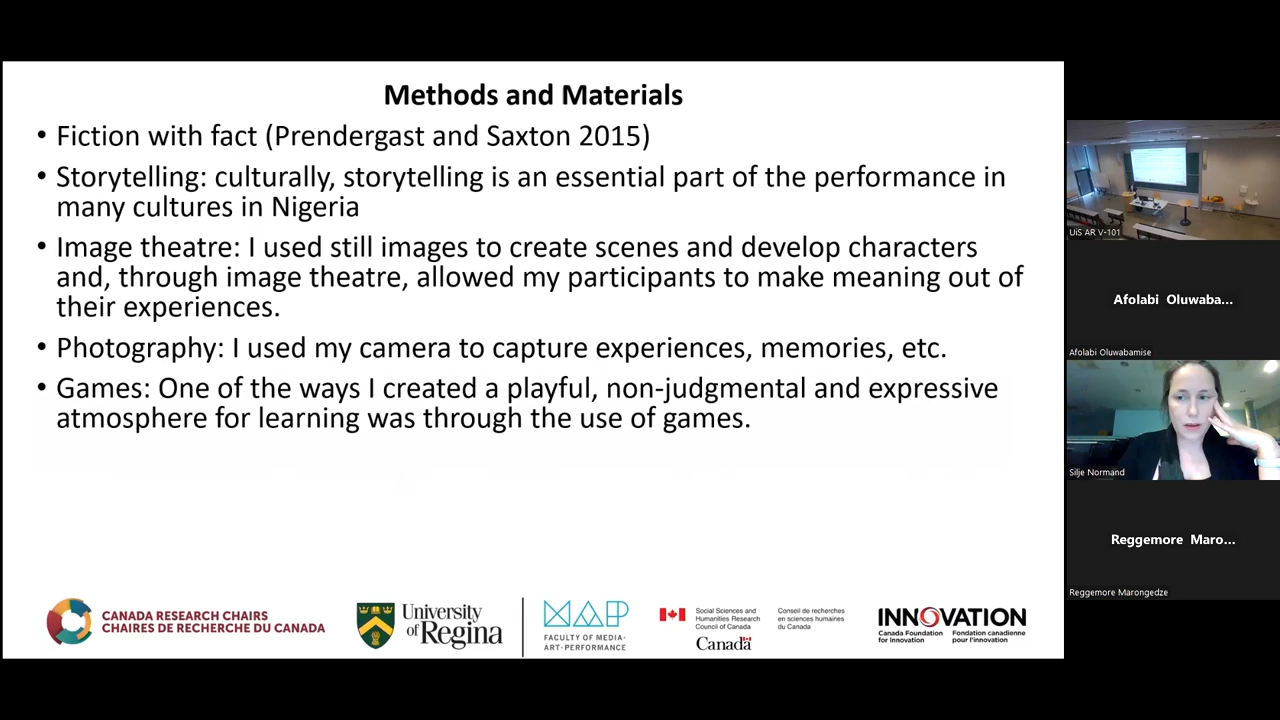 Methods and Materials
• Fiction with fact (Prendergast and Saxton 2015)
• Storytelling: culturally, storytelling is an essential part of the performance in
many cultures in Nigeria
• Image theatre: I used still images to create scenes and develop characters
and, through image theatre, allowed my participants to make meaning out of
their experiences.
• Photography: I used my camera to capture experiences, memories, etc.
• Games: One of the ways I created a playful, non-judgmental and expressive
atmosphere for learning was through the use of games.
CANADA RESEARCH CHAIRS
CHAIRES DE RECHERCHE DU CANADA
University
of Regina
MAP
FACULTY OF MEDIA·
ART·PERFORMANCE
Social Sciences and
Humanities Research
Council of Canada
Conseil de recherches
en sciences humaines
du Canada
Canada
INNOVATION
Canada Foundation
for Innovation
Fondation canadienne
pour l'innovation
UiS AR V-101
Afolabi Oluwaba...
Afolabi Oluwabamise
Silje Normand
Reggemore Maro...
Reggemore Marongedze